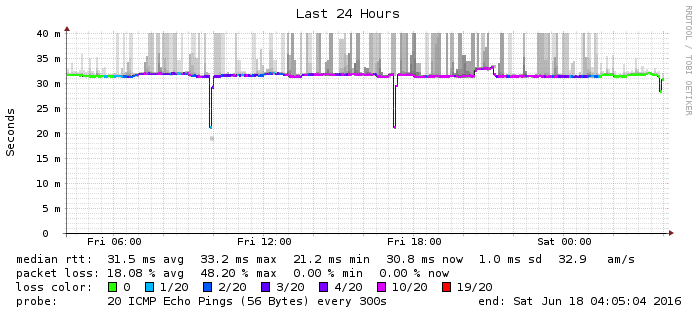 Last 24 Hours
RRDTOOL / TOBI OETIKER
Seconds
40 m
35 m
30 m
25 m
20 m
15 m
10 m
5 m
0
Fri 06:00 Fri 12:00 Fri 18:00 Sat 00:00
median rtt: 31.5 ms avg 33.2 ms max 21.2 ms min 30.8 ms now 1.0 ms sd 32.9 am/s
packet loss: 18.08 % avg 48.20 % max 0.00 % min 0.00 % now
loss color: 0 1/20 2/20 3/20 4/20 10/20 19/20
probe: 20 ICMP Echo Pings (56 Bytes) every 300s end: Sat Jun 18 04:05:04 2016